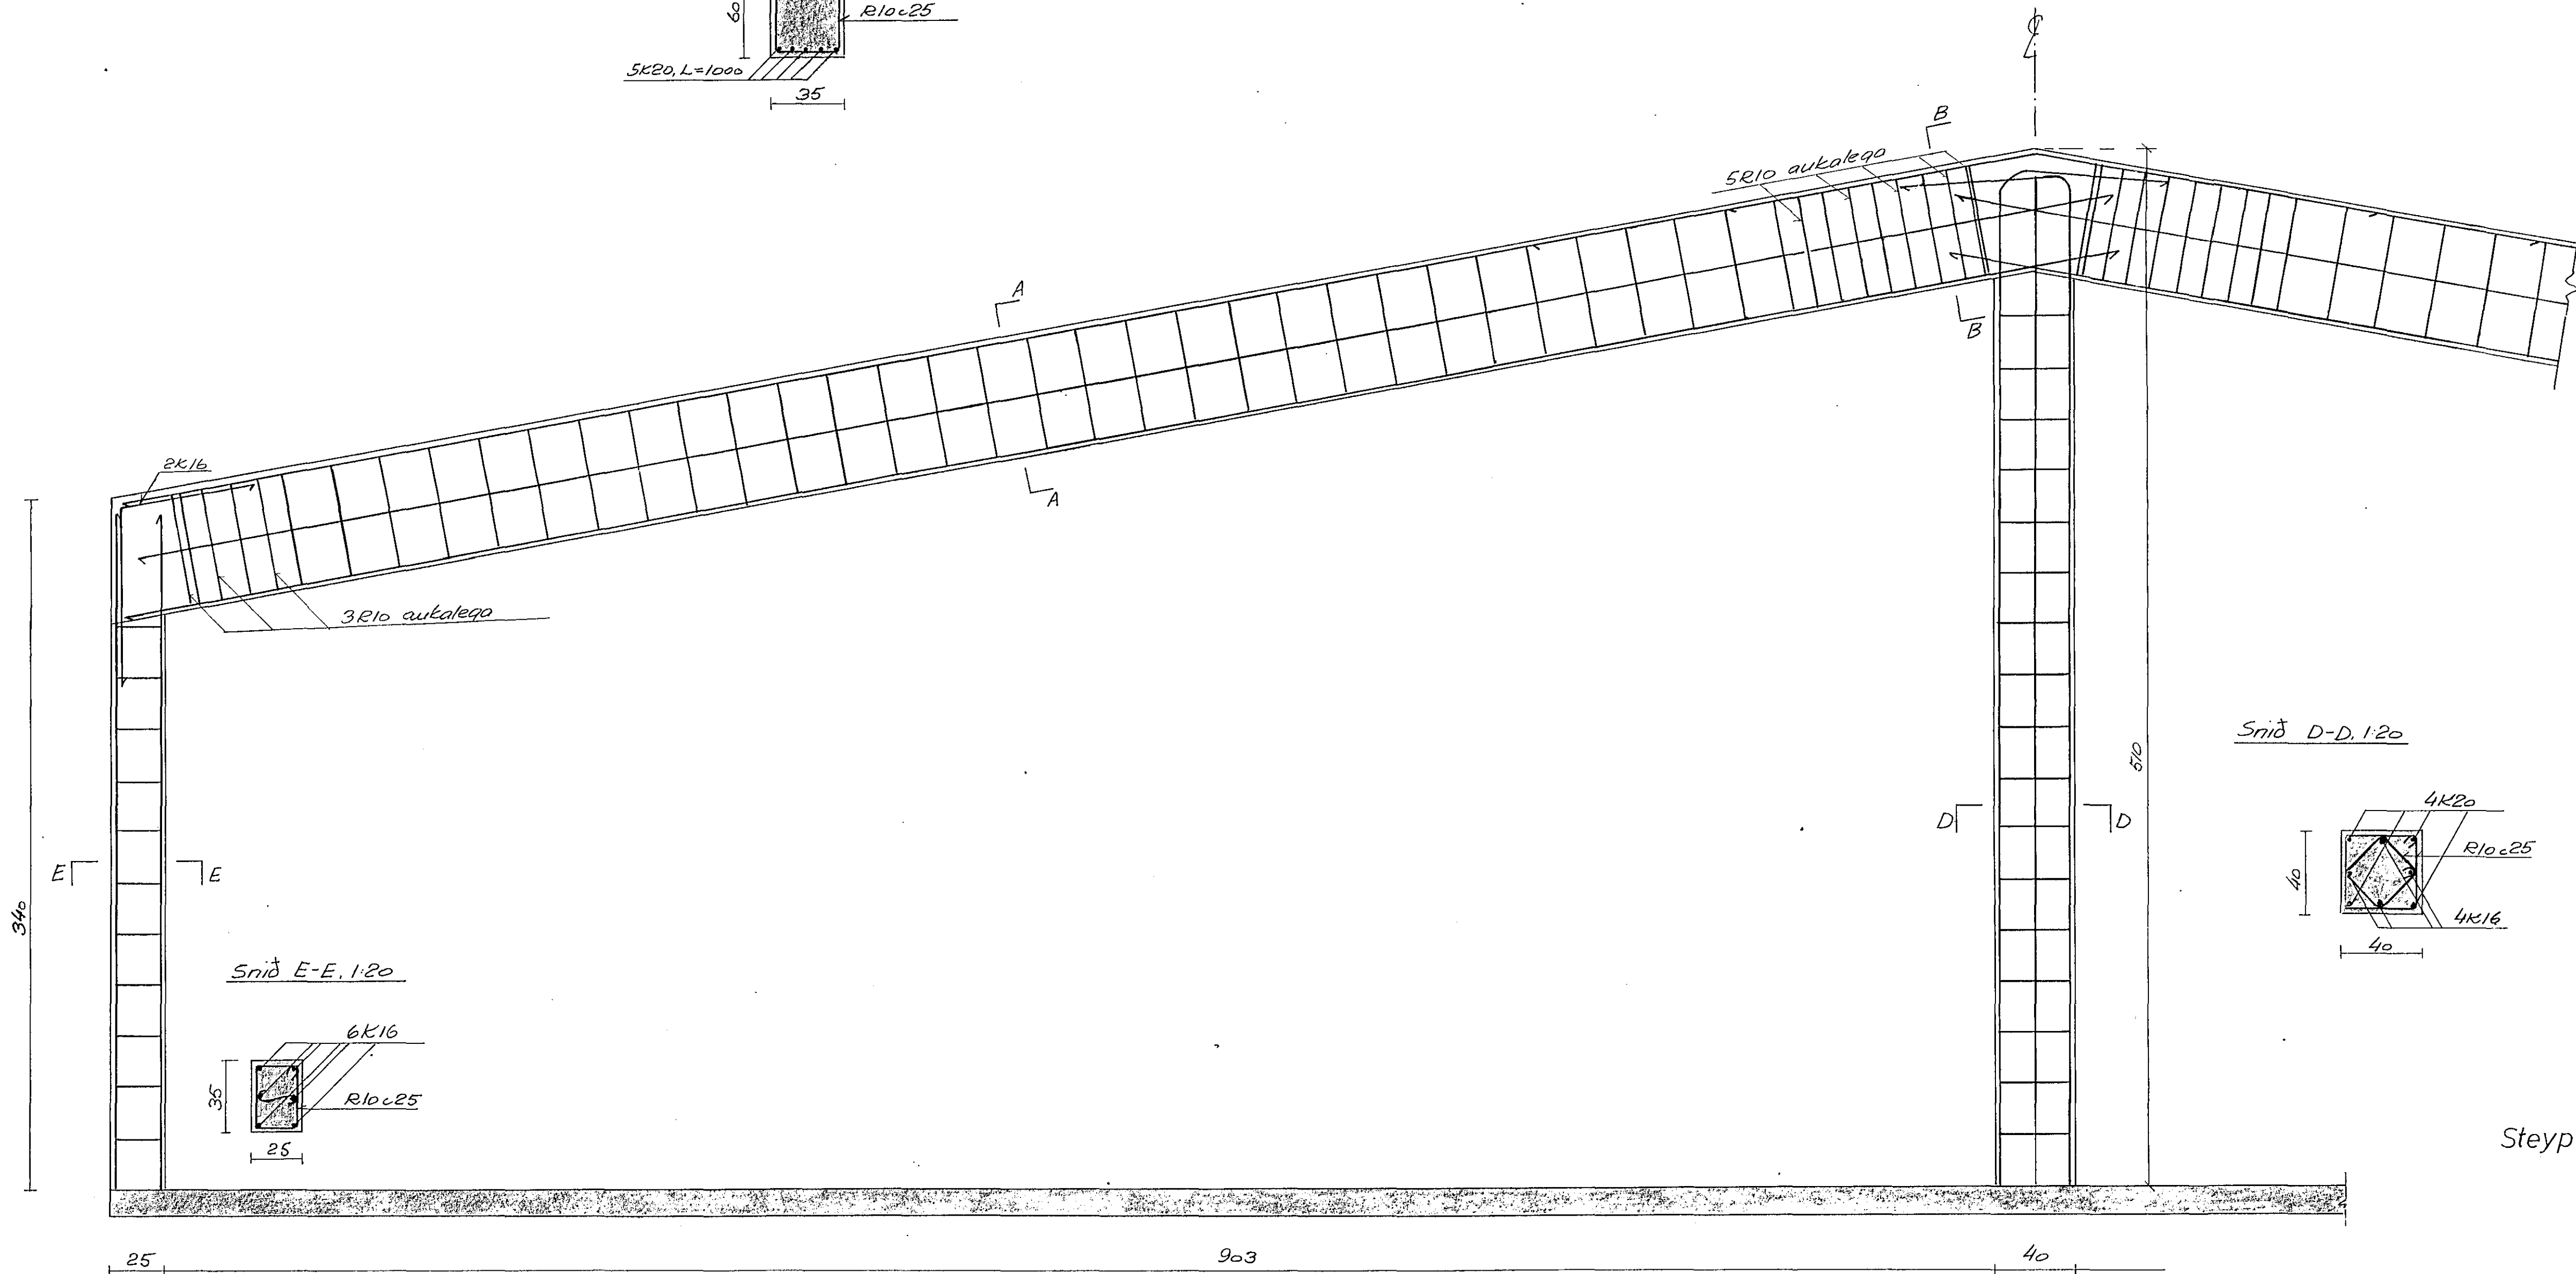 60
R10c25
5K20, L=1000
35
B
5R10 aukalega
A
B
2K16
A
3R10 aukalega
510
Snið D-D, 1:20
4K20
D
D
R10c25
40
E
E
340
4K16
40
Snið E-E, 1:20
6K16
35
R10c25
25
Steyp
25
903
40